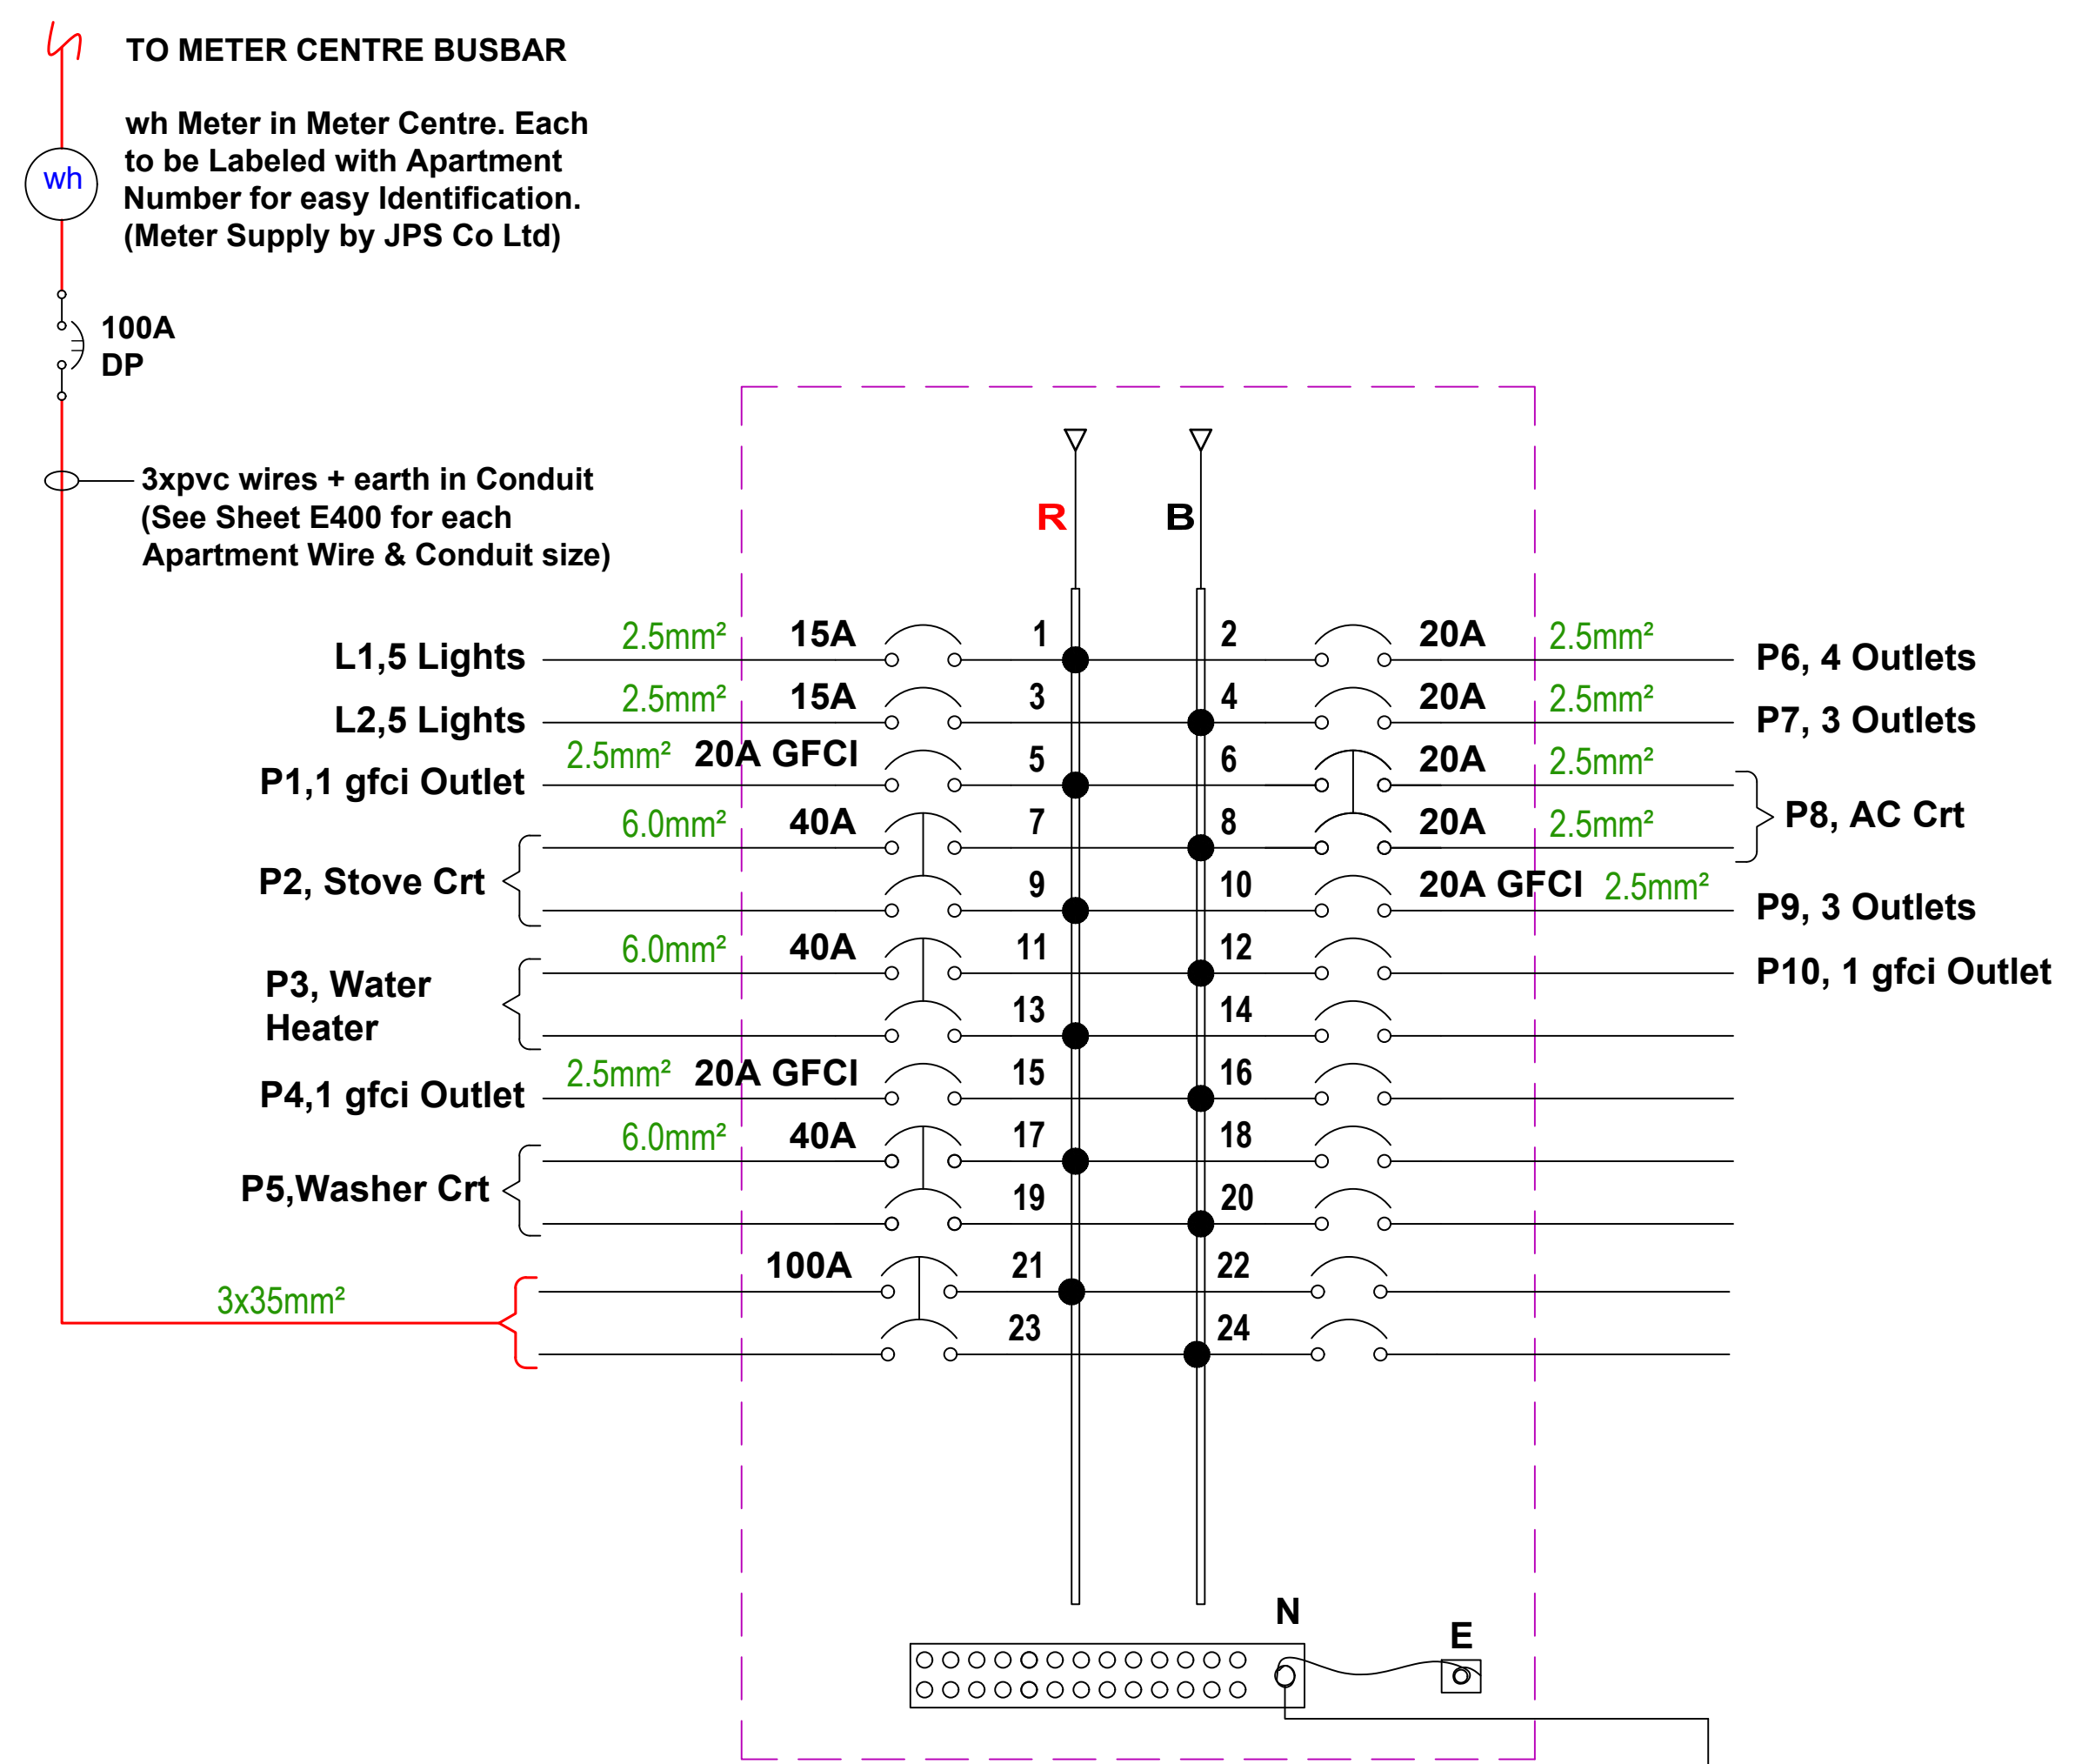 TO METER CENTRE BUSBAR
wh Meter in Meter Centre. Each
to be Labeled with Apartment
Number for easy Identification.
(Meter Supply by JPS Co Ltd)
wh
100A
DP
3xpvc wires + earth in Conduit
(See Sheet E400 for each
Apartment Wire & Conduit size)
R B
L1,5 Lights 2.5mm² 15A 1 2 20A 2.5mm² P6, 4 Outlets
L2,5 Lights 2.5mm² 15A 3 4 20A 2.5mm² P7, 3 Outlets
P1,1 gfci Outlet 2.5mm² 20A GFCI 5 6 20A 2.5mm²
6.0mm² 40A 7 8 20A 2.5mm² P8, AC Crt
P2, Stove Crt 9 10 20A GFCI 2.5mm² P9, 3 Outlets
6.0mm² 40A 11 12 P10, 1 gfci Outlet
P3, Water
Heater 13 14
P4,1 gfci Outlet 2.5mm² 20A GFCI 15 16
6.0mm² 40A 17 18
P5,Washer Crt 19 20
100A 21 22
3x35mm² 23 24
N
E